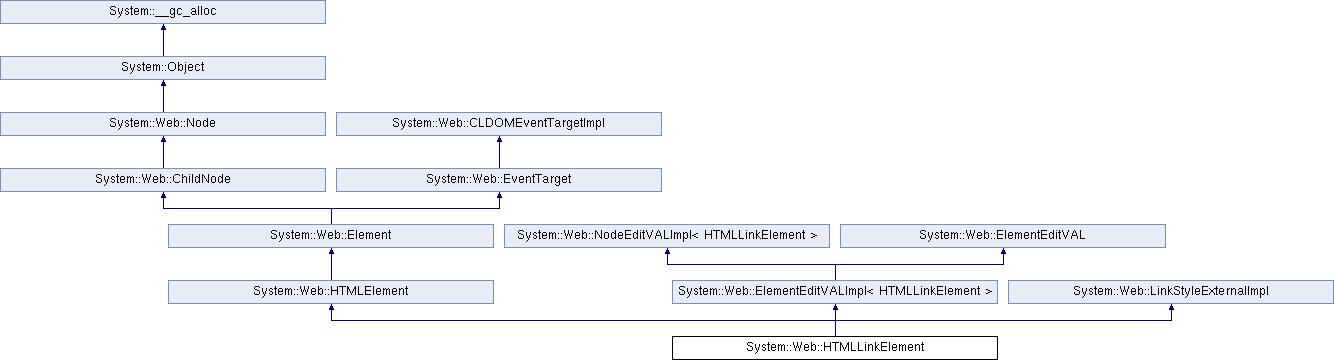 System::__gc_alloc
System::Object
System::Web::Node
System::Web::CLDOMEventTargetImpl
System::Web::ChildNode
System::Web::EventTarget
System::Web::Element
System::Web::NodeEditVALImpl< HTMLLinkElement >
System::Web::ElementEditVAL
System::Web::HTMLElement
System::Web::ElementEditVALImpl< HTMLLinkElement >
System::Web::LinkStyleExternalImpl
System::Web::HTMLLinkElement